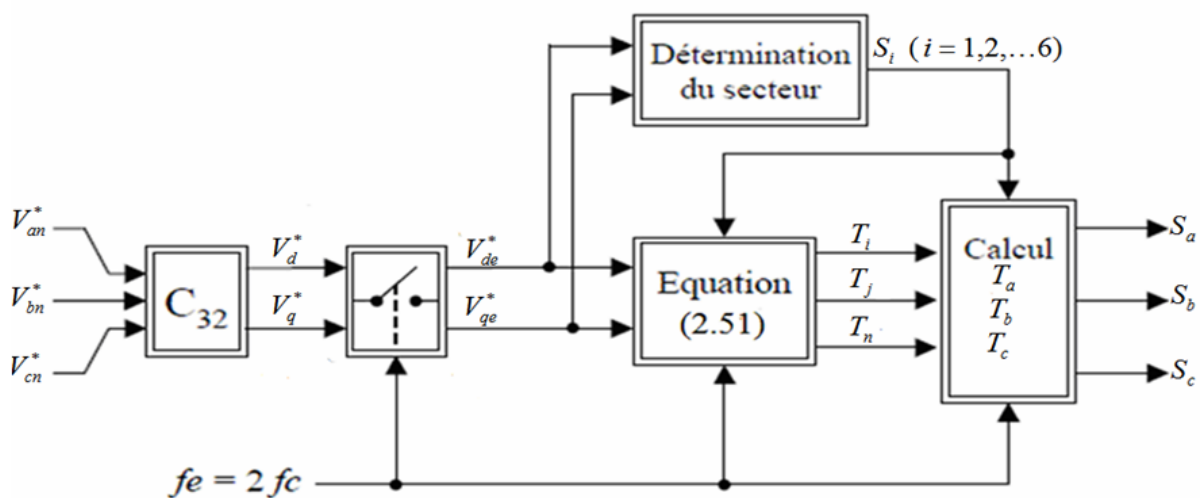 Détermination
du secteur
S_i (i = 1,2,…6)
V*_an
V*_bn
V*_cn
C_32
V*_d
V*_q
V*_de
V*_qe
Equation
(2.51)
T_i
T_j
T_n
Calcul
T_a
T_b
T_c
S_a
S_b
S_c
fe = 2 fc